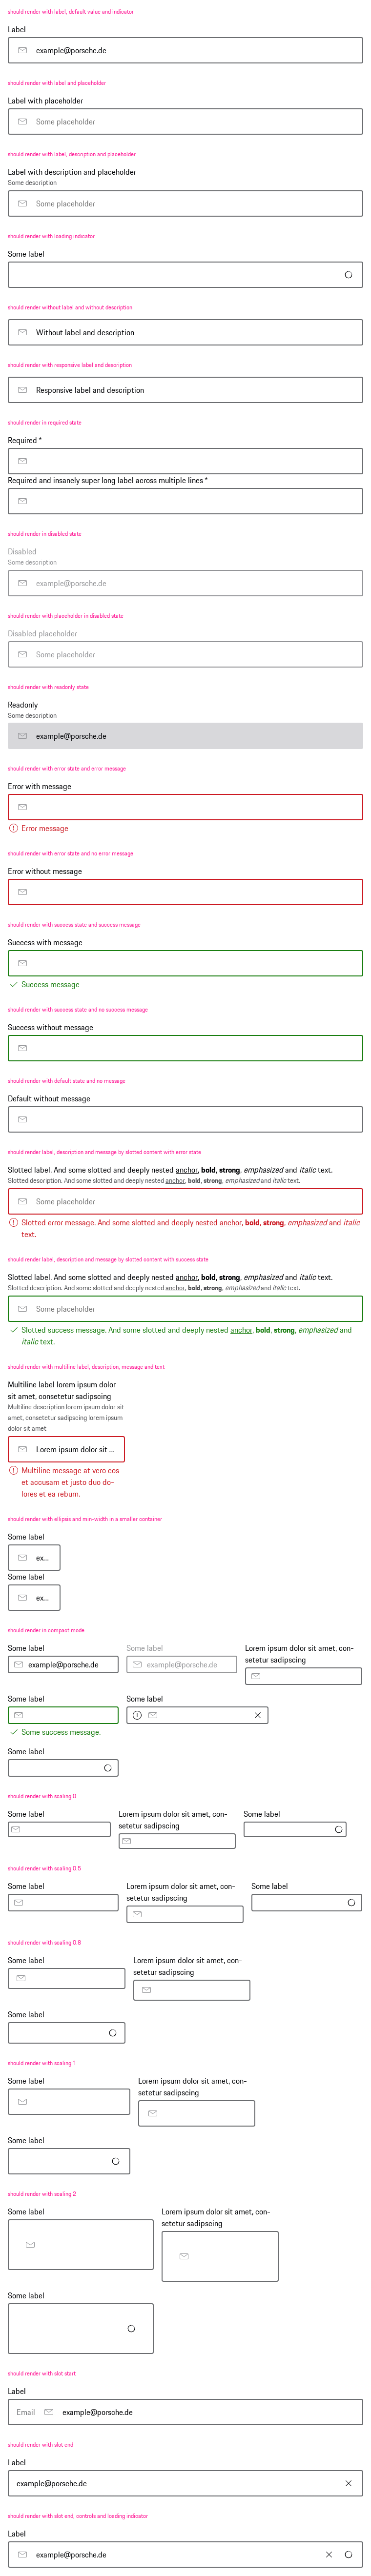 should render with label, default value and indicator
Label
example@porsche.de
should render with label and placeholder
Label with placeholder
Some placeholder
should render with label, description and placeholder
Label with description and placeholder
Some description
Some placeholder
should render with loading indicator
Some label
should render without label and without description
Without label and description
should render with responsive label and description
Responsive label and description
should render in required state
Required *
Required and insanely super long label across multiple lines *
should render in disabled state
Disabled
Some description
example@porsche.de
should render with placeholder in disabled state
Disabled placeholder
Some placeholder
should render with readonly state
Readonly
Some description
example@porsche.de
should render with error state and error message
Error with message
Error message
should render with error state and no error message
Error without message
should render with success state and success message
Success with message
Success message
should render with success state and no success message
Success without message
should render with default state and no message
Default without message
should render label, description and message by slotted content with error state
Slotted label. And some slotted and deeply nested anchor, bold, strong, emphasized and italic text.
Slotted description. And some slotted and deeply nested anchor, bold, strong, emphasized and italic text.
Some placeholder
Slotted error message. And some slotted and deeply nested anchor, bold, strong, emphasized and italic
text.
should render label, description and message by slotted content with success state
Slotted label. And some slotted and deeply nested anchor, bold, strong, emphasized and italic text.
Slotted description. And some slotted and deeply nested anchor, bold, strong, emphasized and italic text.
Some placeholder
Slotted success message. And some slotted and deeply nested anchor, bold, strong, emphasized and
italic text.
should render with multiline label, description, message and text
Multiline label lorem ipsum dolor
sit amet, consetetur sadipscing
Multiline description lorem ipsum dolor sit
amet, consetetur sadipscing lorem ipsum
dolor sit amet
Lorem ipsum dolor sit ...
Multiline message at vero eos
et accusam et justo duo do-
lores et ea rebum.
should render with ellipsis and min-width in a smaller container
Some label
ex...
Some label
ex...
should render in compact mode
Some label
example@porsche.de
Some label
example@porsche.de
Lorem ipsum dolor sit amet, con-
setetur sadipscing
Some label
Some success message.
Some label
Some label
should render with scaling 0
Some label
Lorem ipsum dolor sit amet, con-
setetur sadipscing
Some label
should render with scaling 0.5
Some label
Lorem ipsum dolor sit amet, con-
setetur sadipscing
Some label
should render with scaling 0.8
Some label
Lorem ipsum dolor sit amet, con-
setetur sadipscing
Some label
should render with scaling 1
Some label
Lorem ipsum dolor sit amet, con-
setetur sadipscing
Some label
should render with scaling 2
Some label
Lorem ipsum dolor sit amet, con-
setetur sadipscing
Some label
should render with slot start
Label
Email example@porsche.de
should render with slot end
Label
example@porsche.de
should render with slot end, controls and loading indicator
Label
example@porsche.de